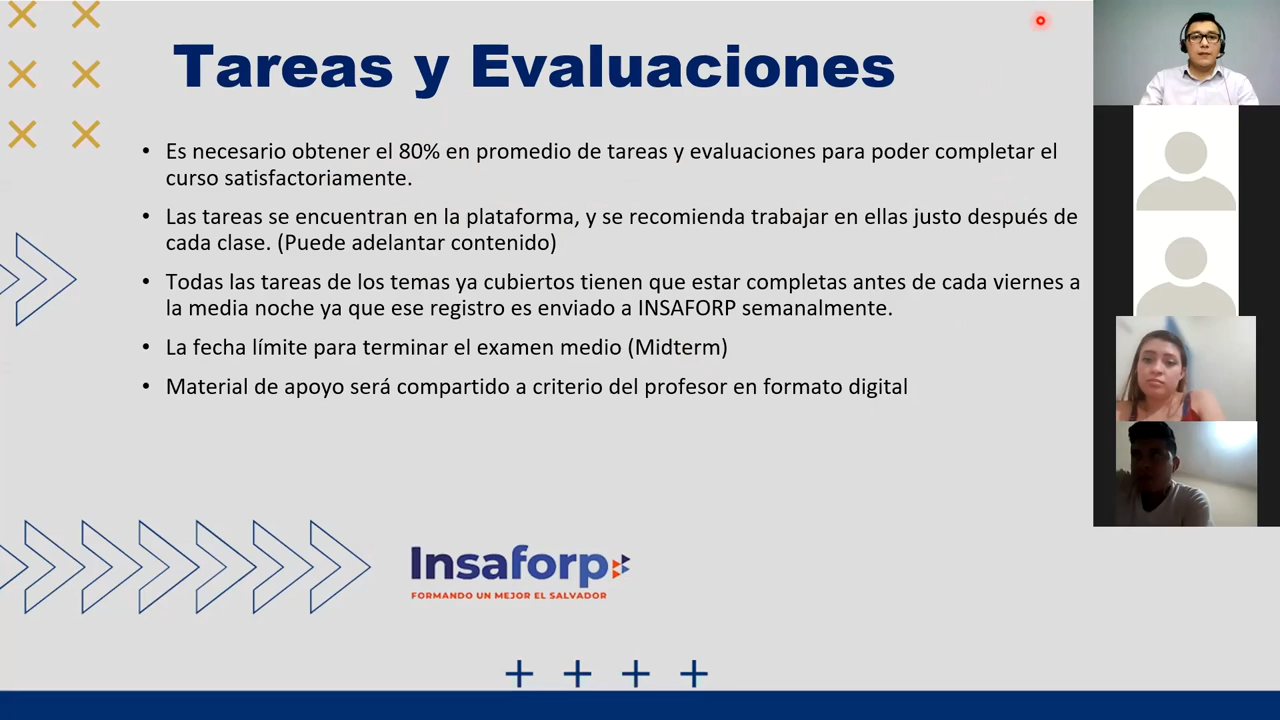 Tareas y Evaluaciones
• Es necesario obtener el 80% en promedio de tareas y evaluaciones para poder completar el
curso satisfactoriamente.
• Las tareas se encuentran en la plataforma, y se recomienda trabajar en ellas justo después de
cada clase. (Puede adelantar contenido)
• Todas las tareas de los temas ya cubiertos tienen que estar completas antes de cada viernes a
la media noche ya que ese registro es enviado a INSAFORP semanalmente.
• La fecha límite para terminar el examen medio (Midterm)
• Material de apoyo será compartido a criterio del profesor en formato digital
Insaforp
FORMANDO UN MEJOR EL SALVADOR